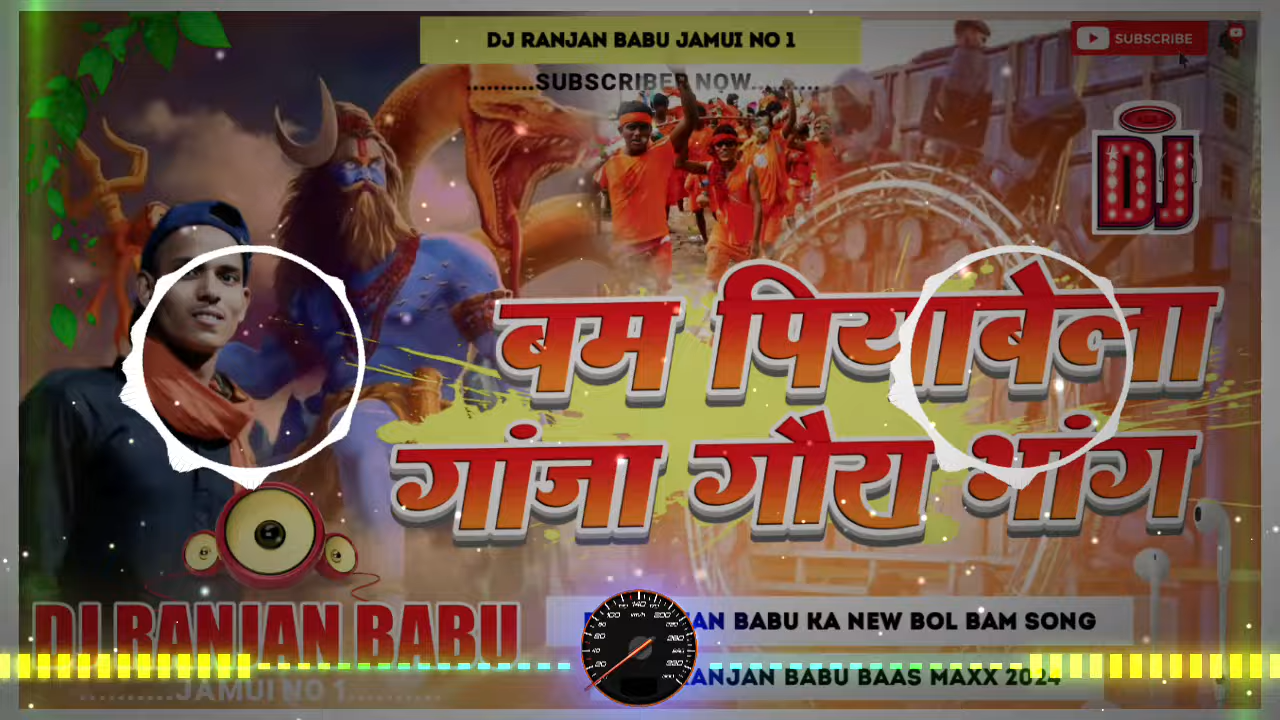 DJ RANJAN BABU JAMUI NO 1
..........SUBSCRIBER NOW..........
SUBSCRIBE
DJ
बम पियाबेला
गांजा गौरा भांग
DJ RANJAN BABU
..........JAMUI NO 1..........
BABU KA NEW BOL BAM SONG
RANJAN BABU BAAS MAXX 2024